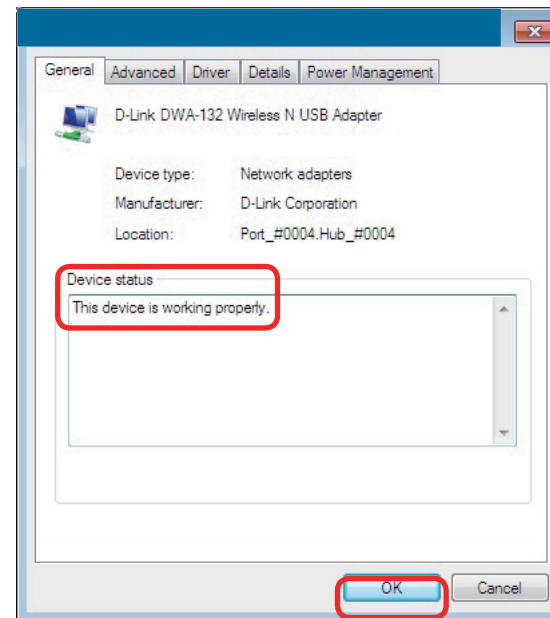 General Advanced Driver Details Power Management
D-Link DWA-132 Wireless N USB Adapter
Device type: Network adapters
Manufacturer: D-Link Corporation
Location: Port_#0004.Hub_#0004
Device status
This device is working properly.
OK Cancel